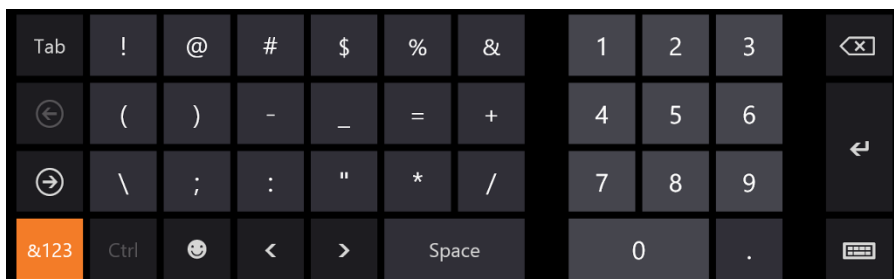 Tab ! @ # $ % & 1 2 3
( ) - _ = + 4 5 6
\ ; : " * / 7 8 9
&123 Ctrl < > Space 0 .